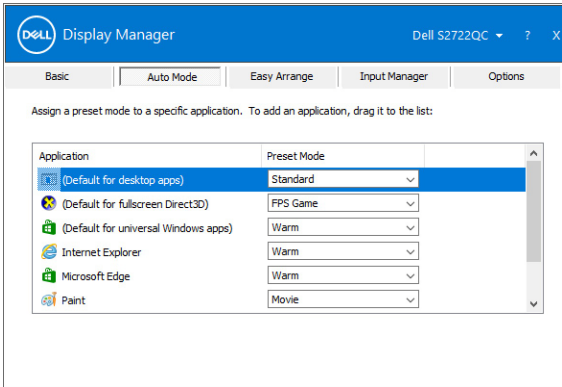 DELL Display Manager Dell S2722QC ? X
Basic Auto Mode Easy Arrange Input Manager Options
Assign a preset mode to a specific application. To add an application, drag it to the list:
Application Preset Mode
(Default for desktop apps) Standard
(Default for fullscreen Direct3D) FPS Game
(Default for universal Windows apps) Warm
Internet Explorer Warm
Microsoft Edge Warm
Paint Movie